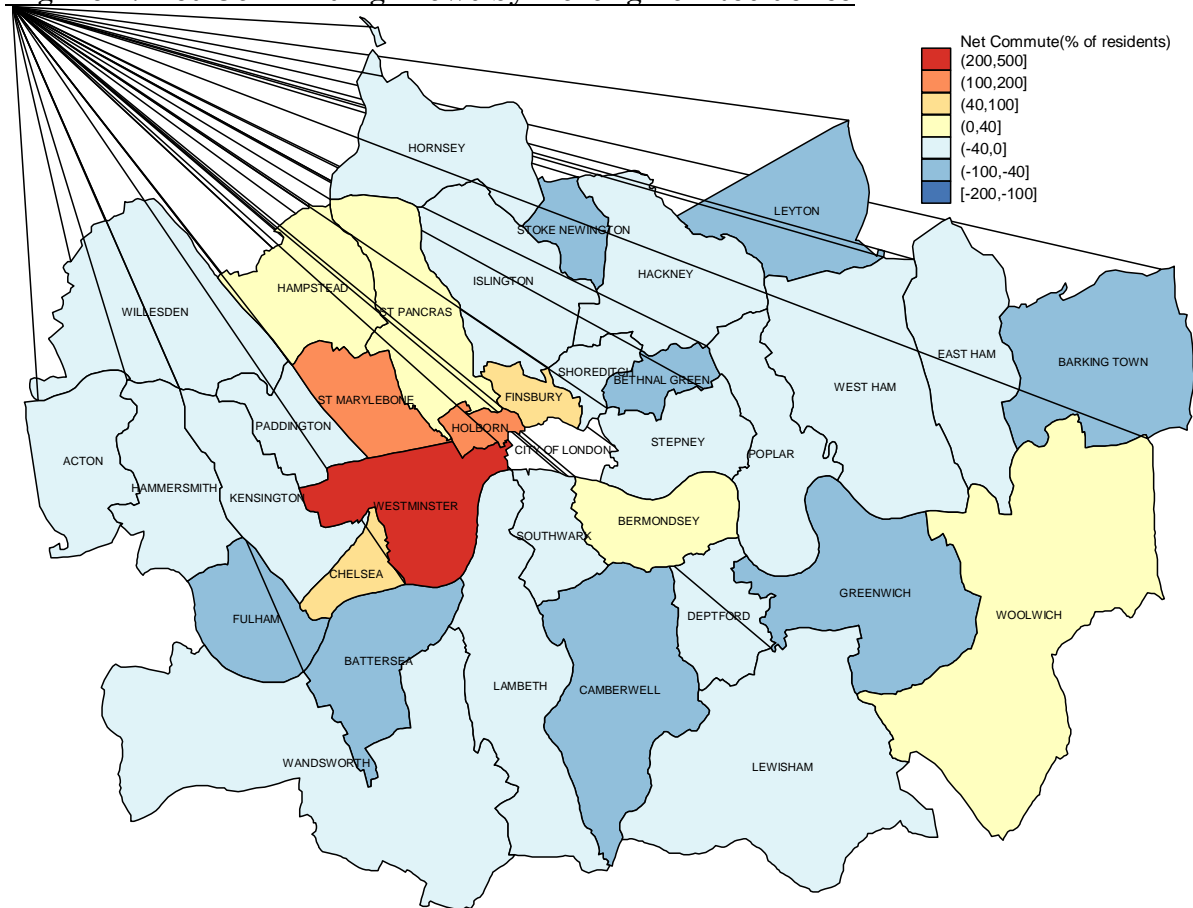 Net Commute(% of residents)
(200,500]
(100,200]
(40,100]
(0,40]
(-40,0]
(-100,-40]
[-200,-100]
HORNSEY
LEYTON
STOKE NEWINGTON
HACKNEY
ISLINGTON
HAMPSTEAD
ST PANCRAS
WILLESDEN
EAST HAM
BARKING TOWN
SHOREDITCH
BETHNAL GREEN
WEST HAM
ST MARYLEBONE
FINSBURY
PADDINGTON
HOLBORN
STEPNEY
CITY OF LONDON
POPLAR
ACTON
HAMMERSMITH
KENSINGTON
WESTMINSTER
BERMONDSEY
SOUTHWARK
CHELSEA
GREENWICH
WOOLWICH
DEPTFORD
FULHAM
BATTERSEA
LAMBETH
CAMBERWELL
WANDSWORTH
LEWISHAM